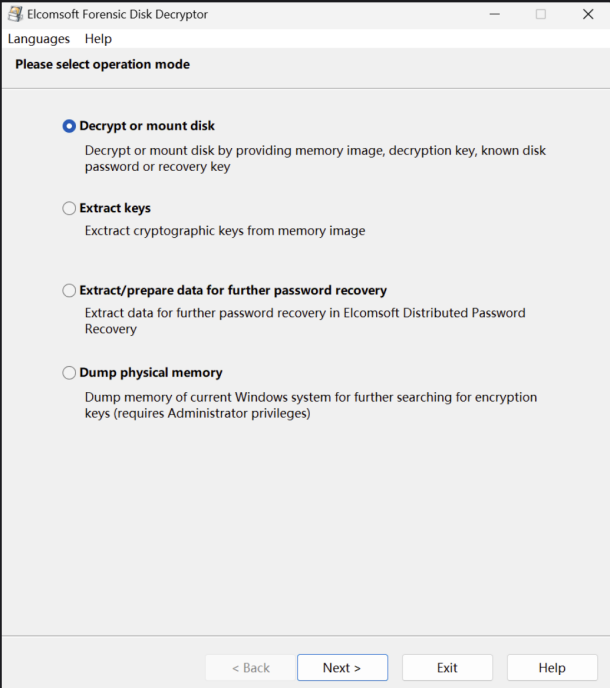 Elcomsoft Forensic Disk Decryptor
Languages Help
Please select operation mode
Decrypt or mount disk
Decrypt or mount disk by providing memory image, decryption key, known disk
password or recovery key
Extract keys
Exctract cryptographic keys from memory image
Extract/prepare data for further password recovery
Extract data for further password recovery in Elcomsoft Distributed Password
Recovery
Dump physical memory
Dump memory of current Windows system for further searching for encryption
keys (requires Administrator privileges)
< Back Next > Exit Help